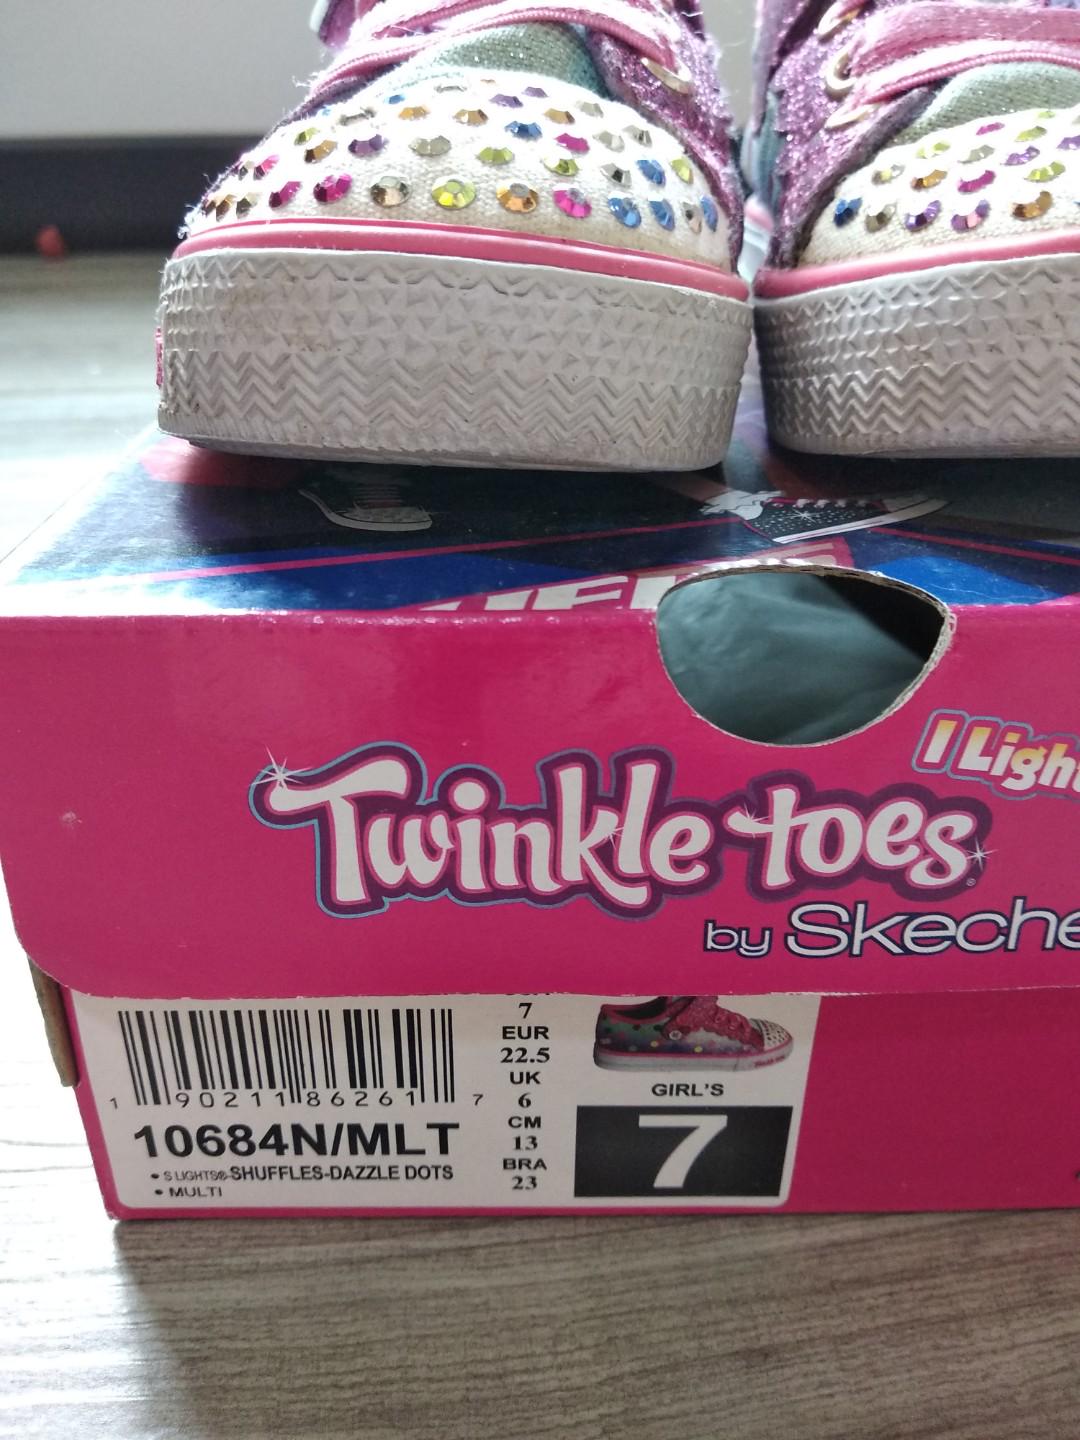 I Light
Twinkle toes®
by Skeche
7
EUR
22.5
UK
6
CM
13
BRA
23
GIRL'S
7
1 90211 86261 7
10684N/MLT
• S LIGHTS®-SHUFFLES-DAZZLE DOTS
• MULTI